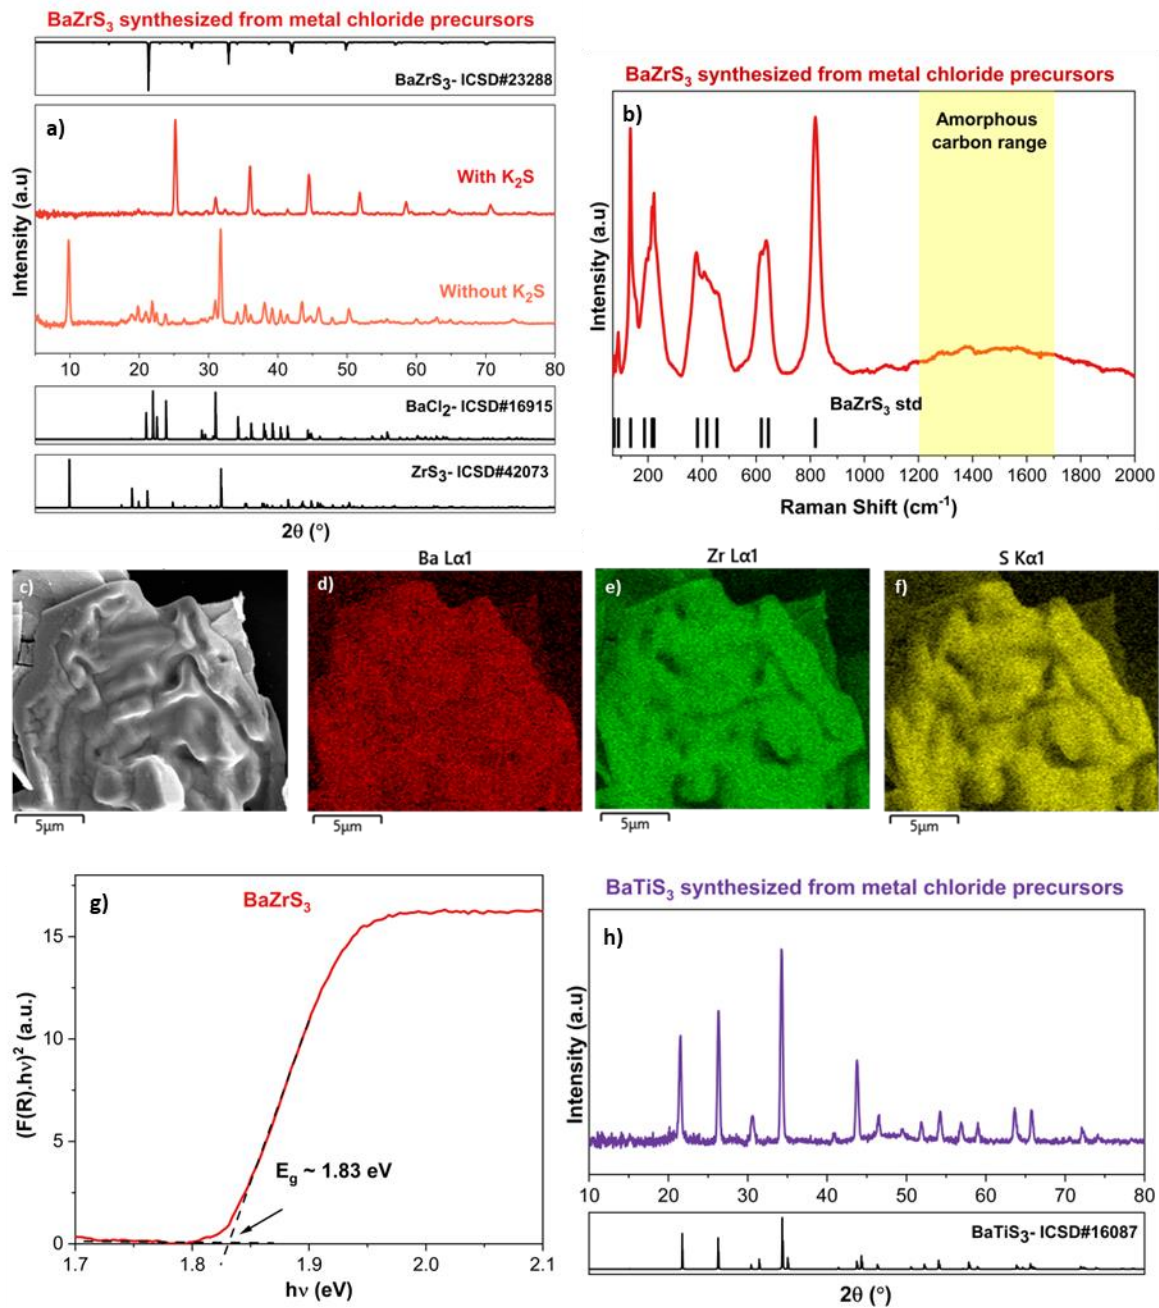 BaZrS₃ synthesized from metal chloride precursors
BaZrS₃- ICSD#23288
a)
With K₂S
Without K₂S
Intensity (a.u)
10 20 30 40 50 60 70 80
BaCl₂- ICSD#16915
ZrS₃- ICSD#42073
2θ (°)
BaZrS₃ synthesized from metal chloride precursors
b)
Amorphous
carbon range
Intensity (a.u)
BaZrS₃ std
200 400 600 800 1000 1200 1400 1600 1800 2000
Raman Shift (cm⁻¹)
c)
5μm
Ba Lα1
d)
5μm
Zr Lα1
e)
5μm
S Kα1
f)
5μm
g)
BaZrS₃
(F(R).hν)² (a.u.)
15
10
5
0
E_g ~ 1.83 eV
1.7 1.8 1.9 2.0 2.1
hν (eV)
BaTiS₃ synthesized from metal chloride precursors
h)
Intensity (a.u)
10 20 30 40 50 60 70 80
BaTiS₃- ICSD#16087
2θ (°)